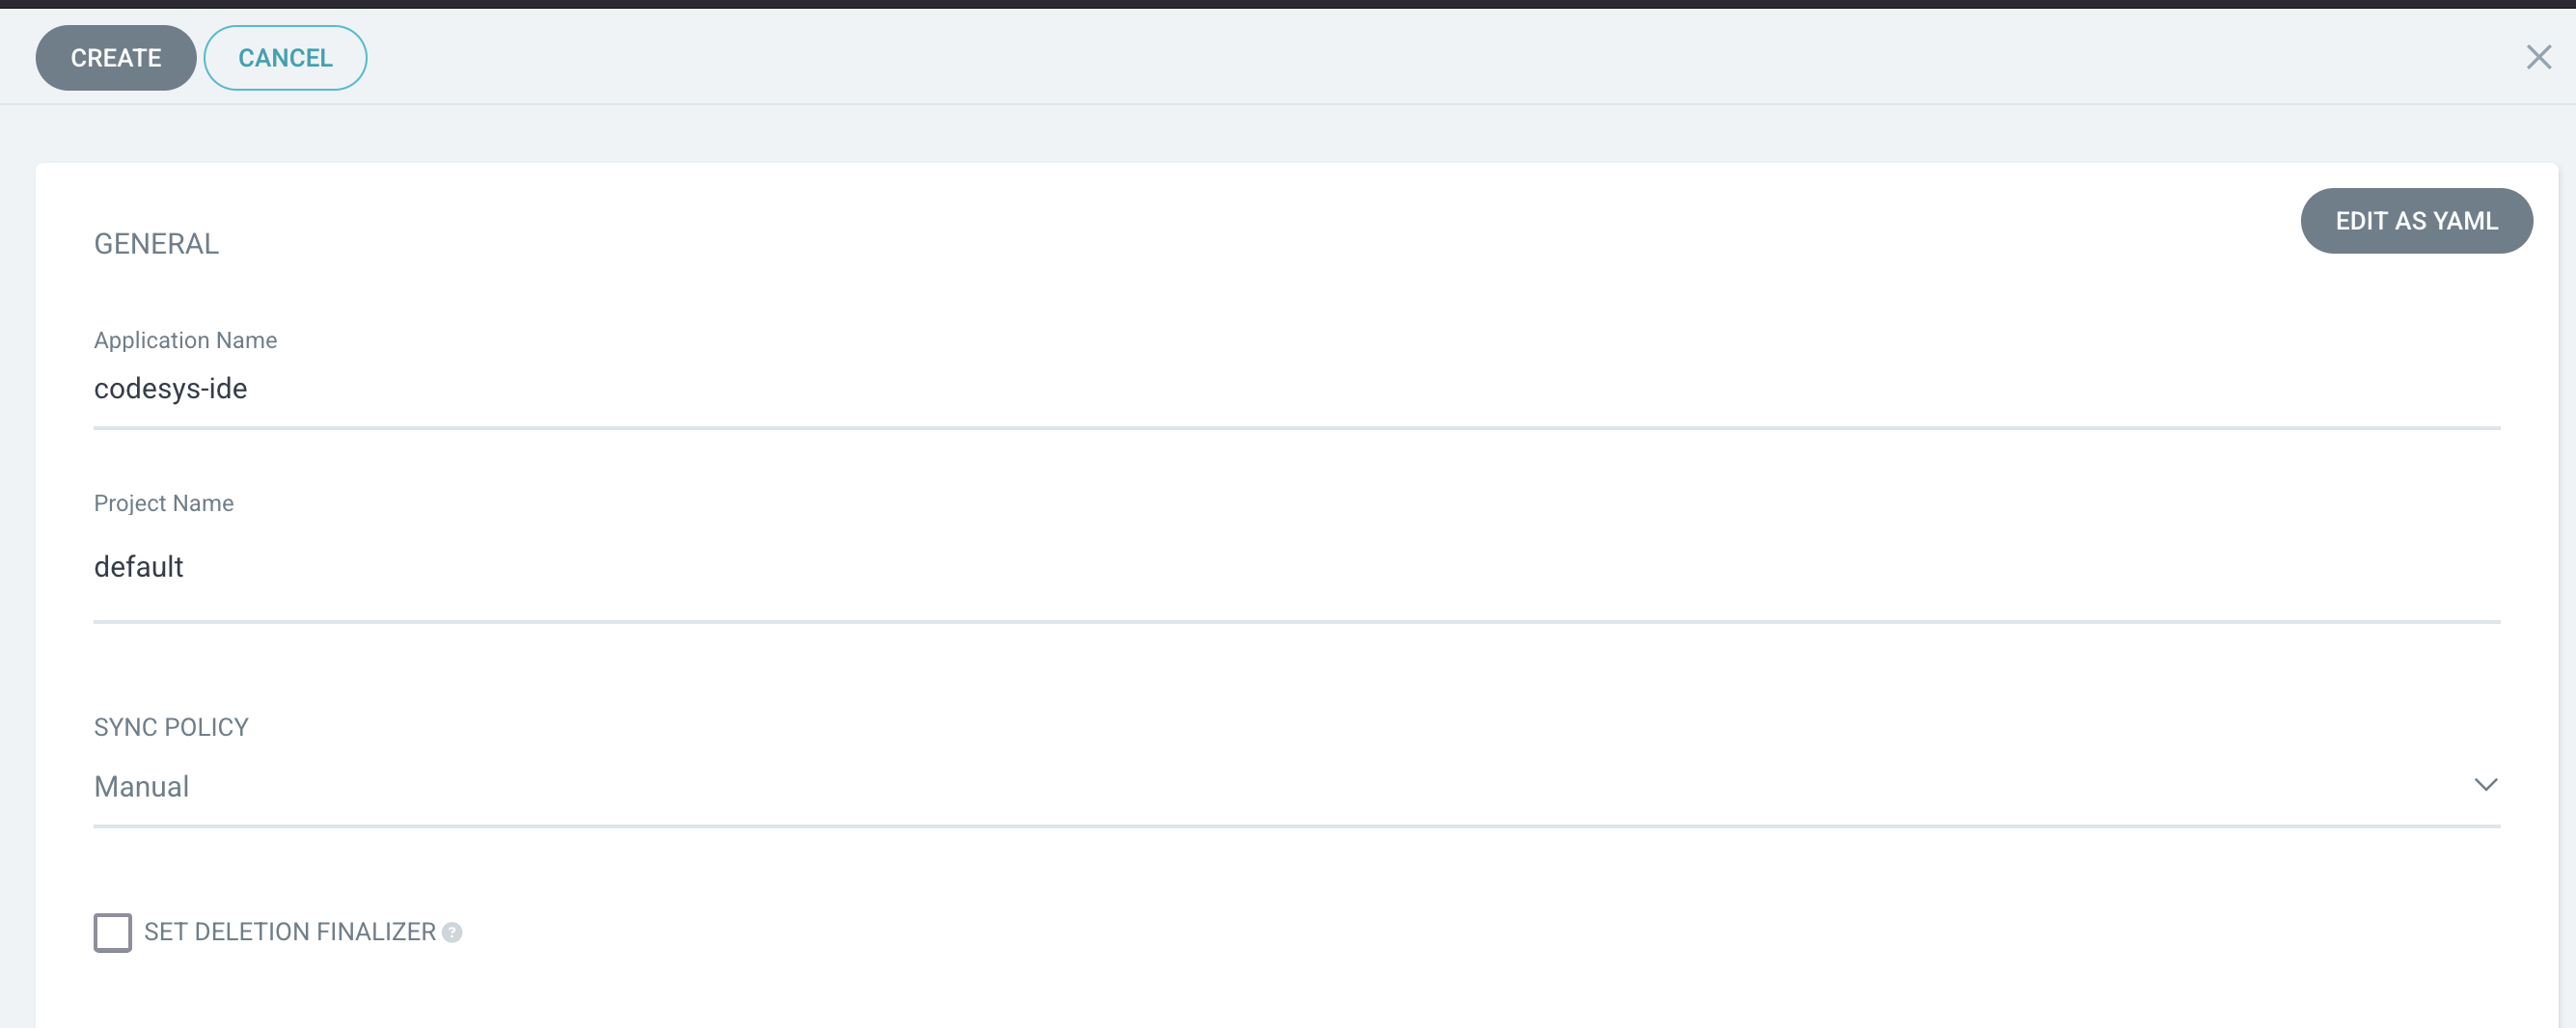 CREATE CANCEL
EDIT AS YAML
GENERAL
Application Name
codesys-ide
Project Name
default
SYNC POLICY
Manual
SET DELETION FINALIZER ?